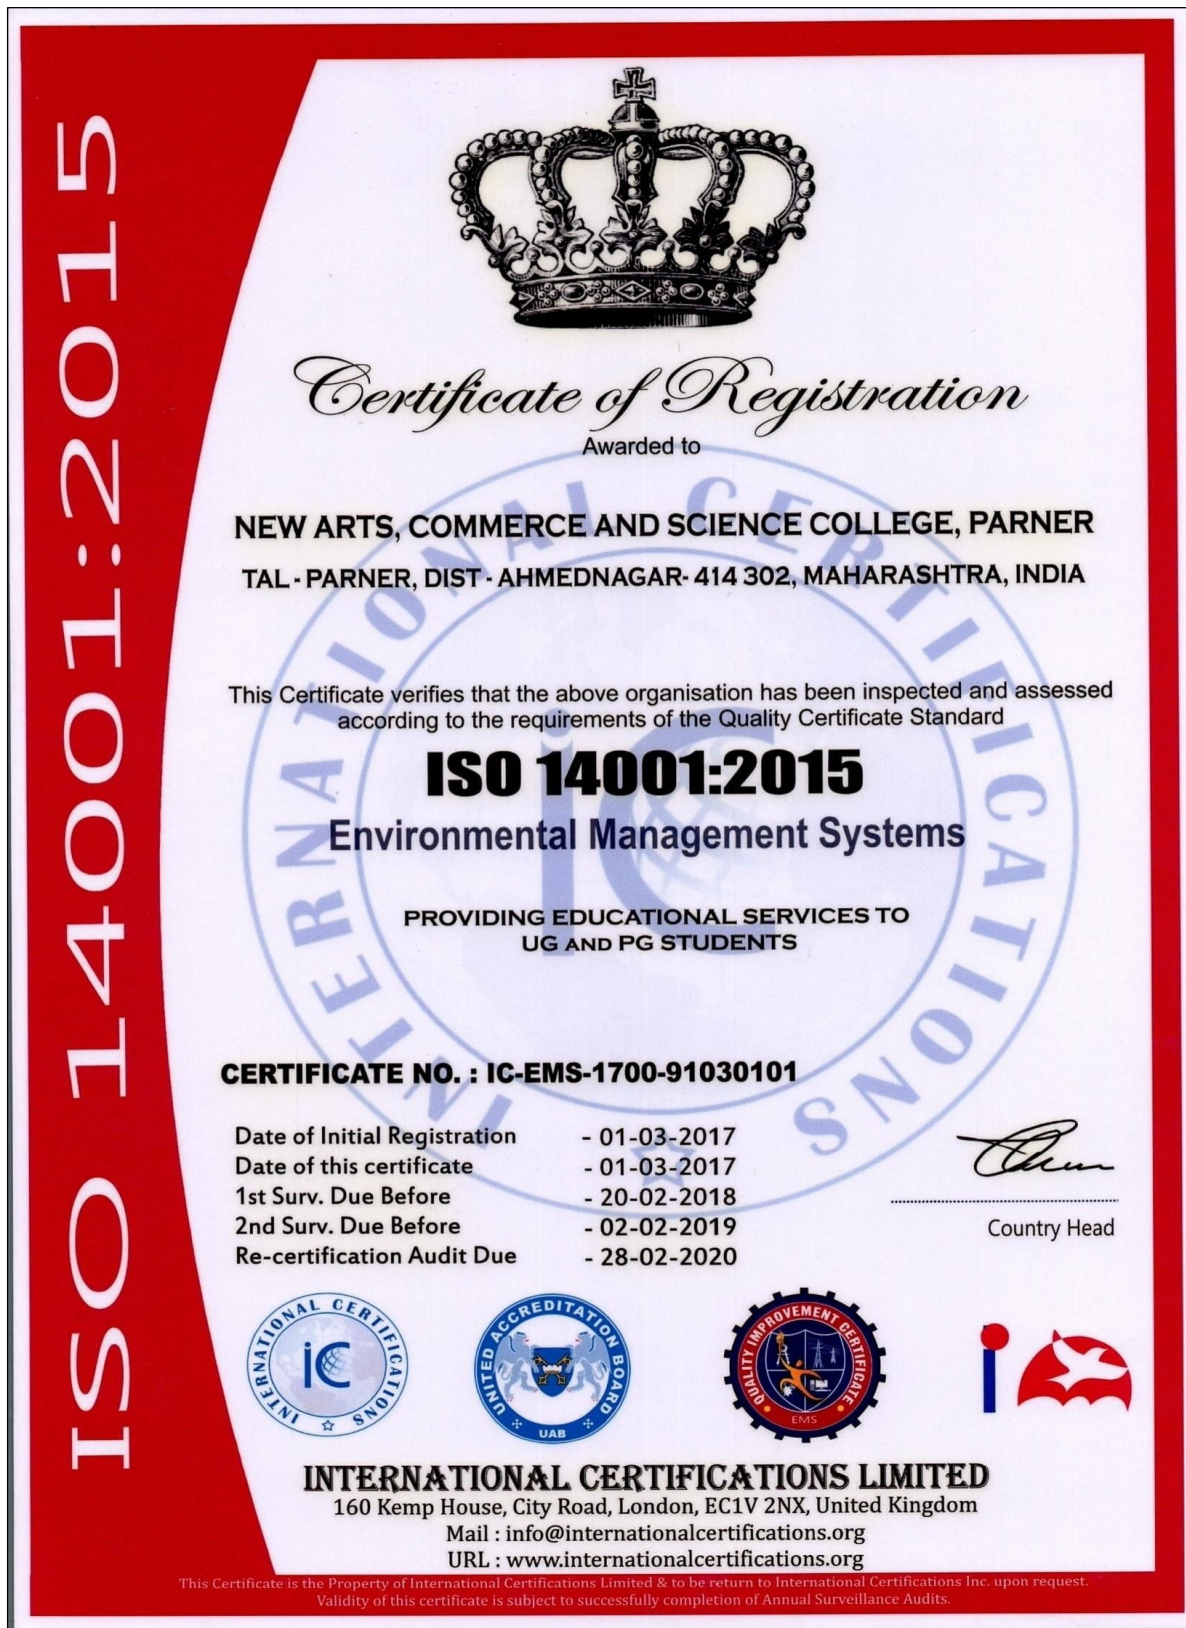 ISO 14001:2015
Certificate of Registration
Awarded to
NEW ARTS, COMMERCE AND SCIENCE COLLEGE, PARNER
TAL - PARNER, DIST - AHMEDNAGAR- 414 302, MAHARASHTRA, INDIA
This Certificate verifies that the above organisation has been inspected and assessed
according to the requirements of the Quality Certificate Standard
ISO 14001:2015
Environmental Management Systems
PROVIDING EDUCATIONAL SERVICES TO
UG AND PG STUDENTS
INTERNATIONAL CERTIFICATIONS
iC
CERTIFICATE NO. : IC-EMS-1700-91030101
Date of Initial Registration - 01-03-2017
Date of this certificate - 01-03-2017
1st Surv. Due Before - 20-02-2018
2nd Surv. Due Before - 02-02-2019
Re-certification Audit Due - 28-02-2020
Country Head
INTERNATIONAL CERTIFICATIONS
iC
UNITED ACCREDITATION BOARD
UAB
QUALITY IMPROVEMENT CERTIFICATE
EMS
INTERNATIONAL CERTIFICATIONS LIMITED
160 Kemp House, City Road, London, EC1V 2NX, United Kingdom
Mail : info@internationalcertifications.org
URL : www.internationalcertifications.org
This Certificate is the Property of International Certifications Limited & to be return to International Certifications Inc. upon request.
Validity of this certificate is subject to successfully completion of Annual Surveillance Audits.